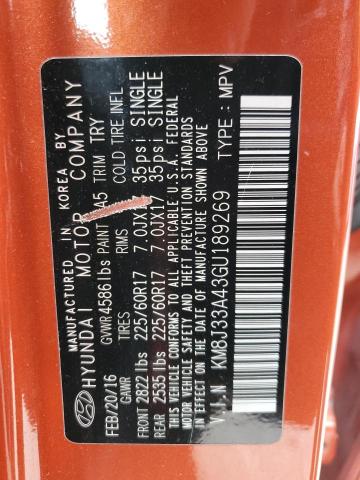 MANUFACTURED IN KOREA BY
HYUNDAI MOTOR COMPANY
FEB/20/16 GVWR 4586 lbs PAINT A5 TRIM TRY
GAWR TIRES RIMS COLD TIRE INFL
FRONT 2822 lbs 225/60R17 7.0JX17 35psi SINGLE
REAR 2535 lbs 225/60R17 7.0JX17 35psi SINGLE
THIS VEHICLE CONFORMS TO ALL APPLICABLE U.S.A. FEDERAL
MOTOR VEHICLE SAFETY AND THEFT PREVENTION STANDARDS
IN EFFECT ON THE DATE OF MANUFACTURE SHOWN ABOVE
V.I.N KM8J33A43GU189269 TYPE : MPV